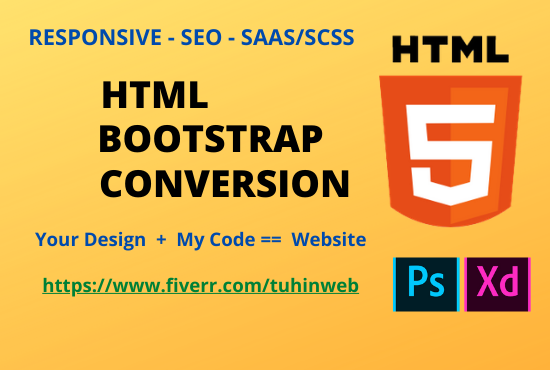 RESPONSIVE - SEO - SAAS/SCSS
HTML
BOOTSTRAP
CONVERSION
Your Design + My Code == Website
https://www.fiverr.com/tuhinweb
HTML
5
Ps
Xd